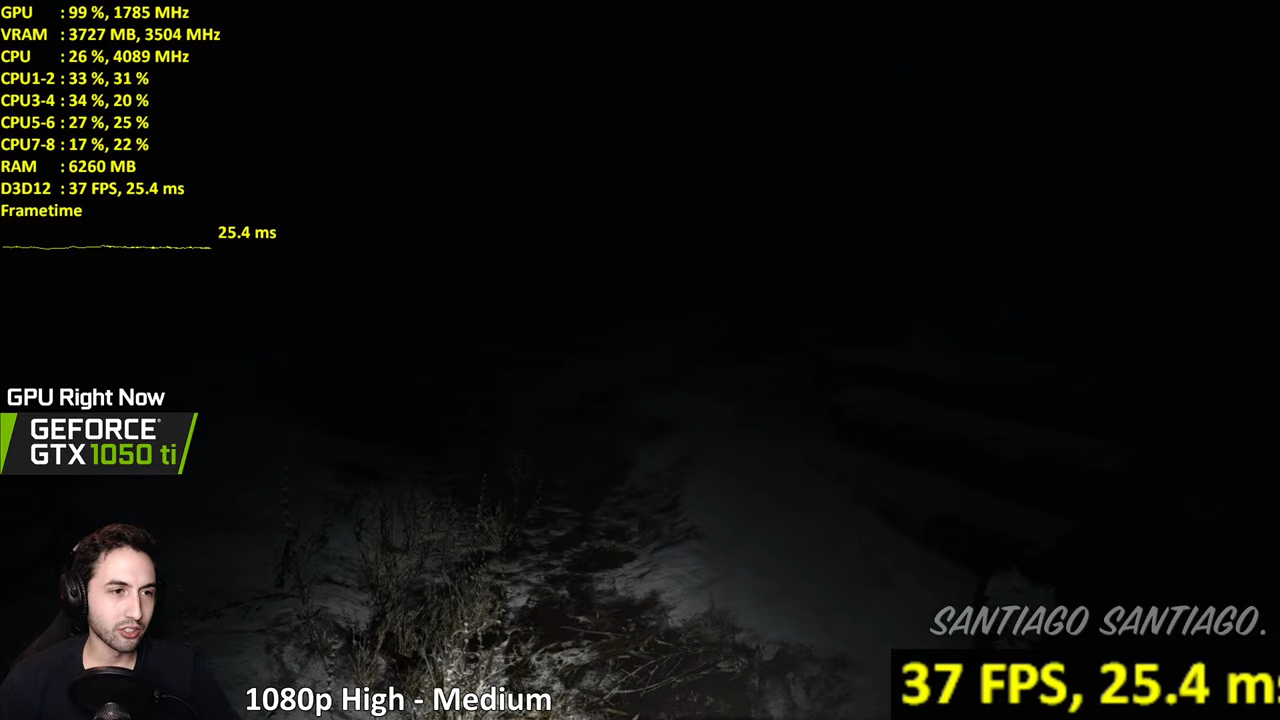 GPU : 99 %, 1785 MHz
VRAM : 3727 MB, 3504 MHz
CPU : 26 %, 4089 MHz
CPU1-2 : 33 %, 31 %
CPU3-4 : 34 %, 20 %
CPU5-6 : 27 %, 25 %
CPU7-8 : 17 %, 22 %
RAM : 6260 MB
D3D12 : 37 FPS, 25.4 ms
Frametime
25.4 ms
GPU Right Now
GEFORCE
GTX 1050 ti
SANTIAGO SANTIAGO.
37 FPS, 25.4 ms
1080p High - Medium